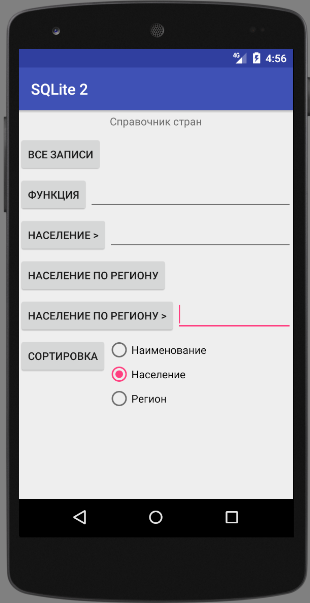 4G 4:56
SQLite 2
Справочник стран
ВСЕ ЗАПИСИ
ФУНКЦИЯ
НАСЕЛЕНИЕ >
НАСЕЛЕНИЕ ПО РЕГИОНУ
НАСЕЛЕНИЕ ПО РЕГИОНУ >
СОРТИРОВКА
Наименование
Население
Регион